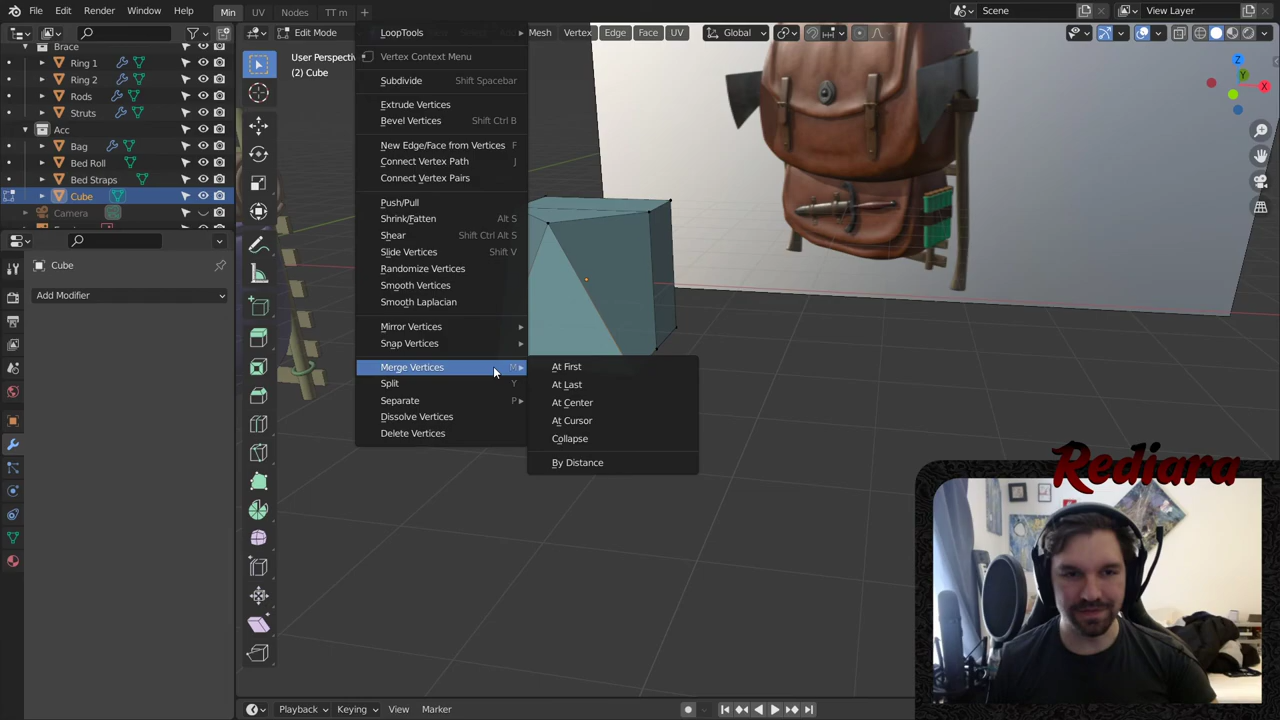 File Edit Render Window Help Min UV Nodes TT m Scene View Layer
Edit Mode LoopTools Mesh Vertex Edge Face UV Global
Brace
Ring 1
Ring 2
Rods
Struts
Acc
Bag
Bed Roll
Bed Straps
Cube
Camera
Cube
Add Modifier
User Perspective
(2) Cube
Vertex Context Menu
Subdivide Shift Spacebar
Extrude Vertices
Bevel Vertices Shift Ctrl B
New Edge/Face from Vertices F
Connect Vertex Path J
Connect Vertex Pairs
Push/Pull
Shrink/Fatten Alt S
Shear Shift Ctrl Alt S
Slide Vertices Shift V
Randomize Vertices
Smooth Vertices
Smooth Laplacian
Mirror Vertices
Snap Vertices
Merge Vertices M
Split Y
Separate P
Dissolve Vertices
Delete Vertices
At First
At Last
At Center
At Cursor
Collapse
By Distance
Z
Y
X
Rediara
Playback Keying View Marker